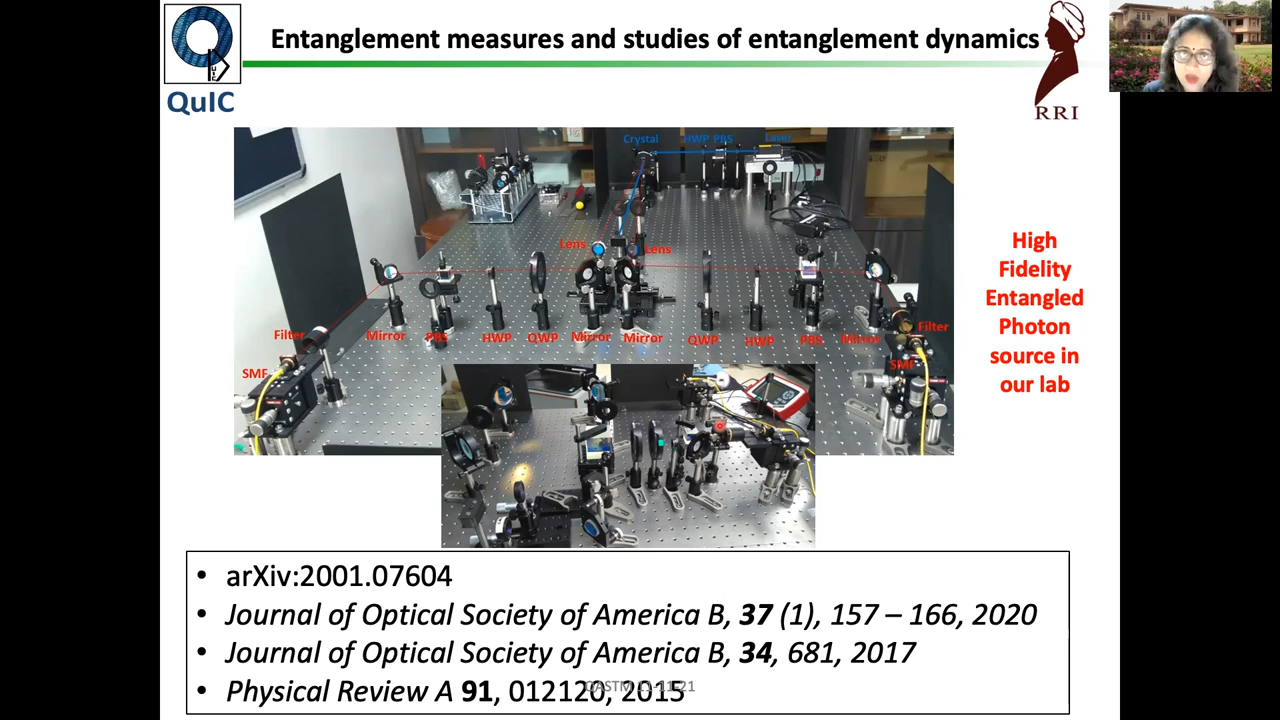 Entanglement measures and studies of entanglement dynamics
QuIC
RRI
Crystal HWP PBS Laser
Lens Lens
Filter Mirror PBS HWP QWP Mirror Mirror QWP HWP PBS Mirror Filter
SMF SMF
High
Fidelity
Entangled
Photon
source in
our lab
• arXiv:2001.07604
• Journal of Optical Society of America B, 37 (1), 157 – 166, 2020
• Journal of Optical Society of America B, 34, 681, 2017
• Physical Review A 91, 012120, 2015
11-11-21